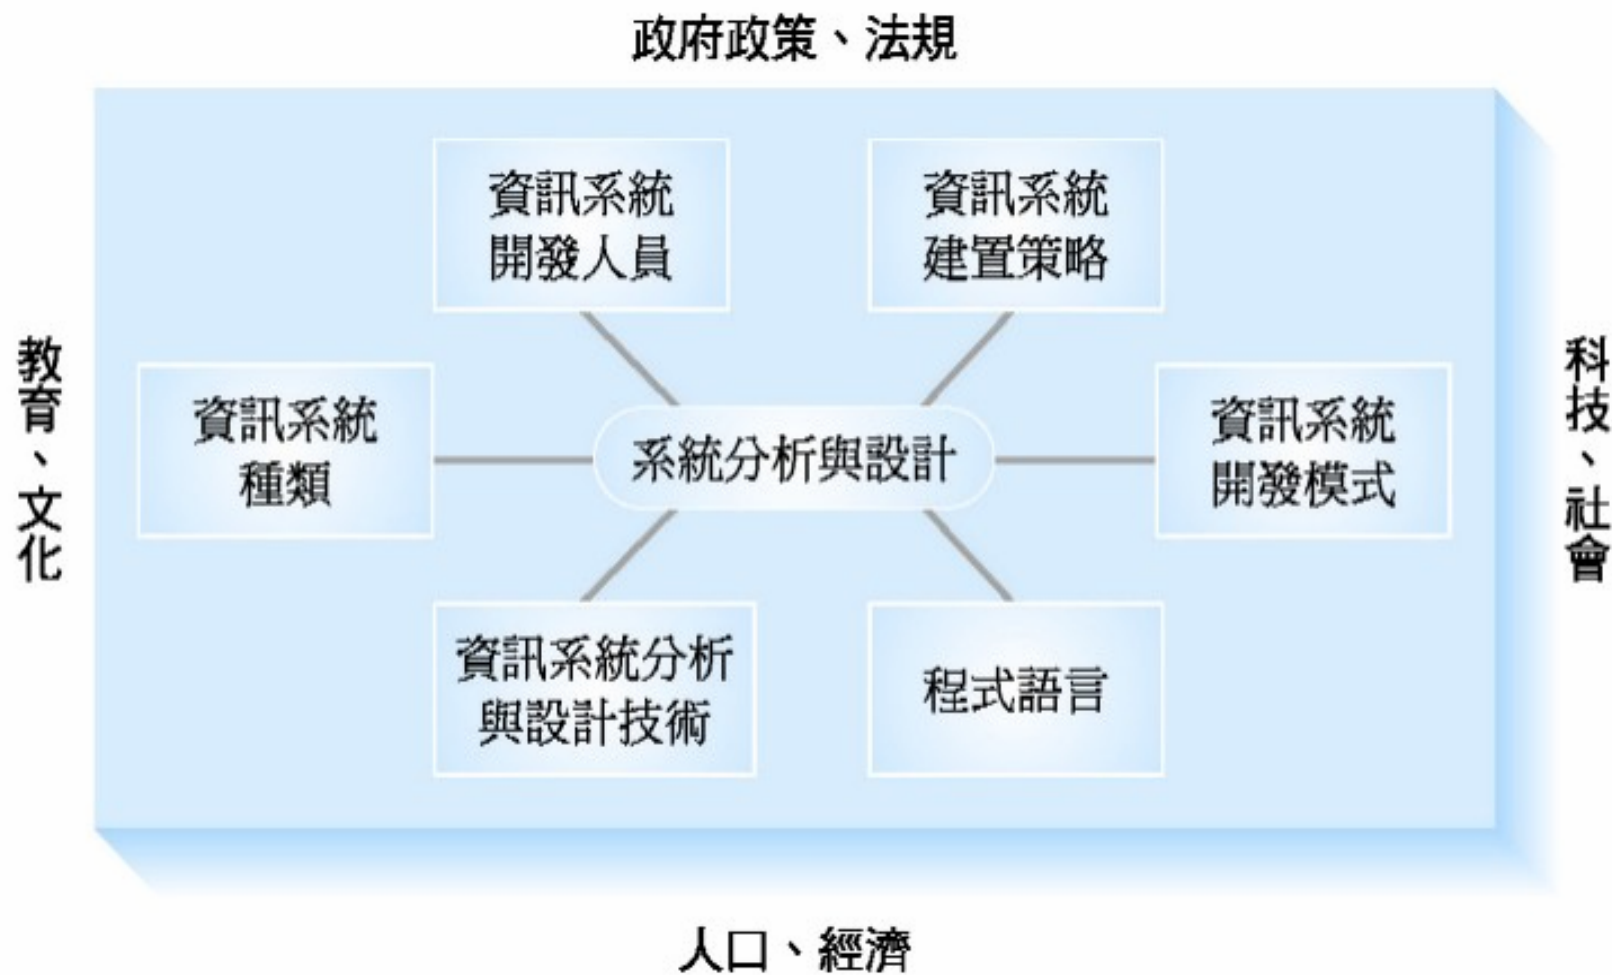 政府政策、法規
資訊系統
開發人員
資訊系統
建置策略
教育、文化
資訊系統
種類
系統分析與設計
資訊系統
開發模式
科技、社會
資訊系統分析
與設計技術
程式語言
人口、經濟